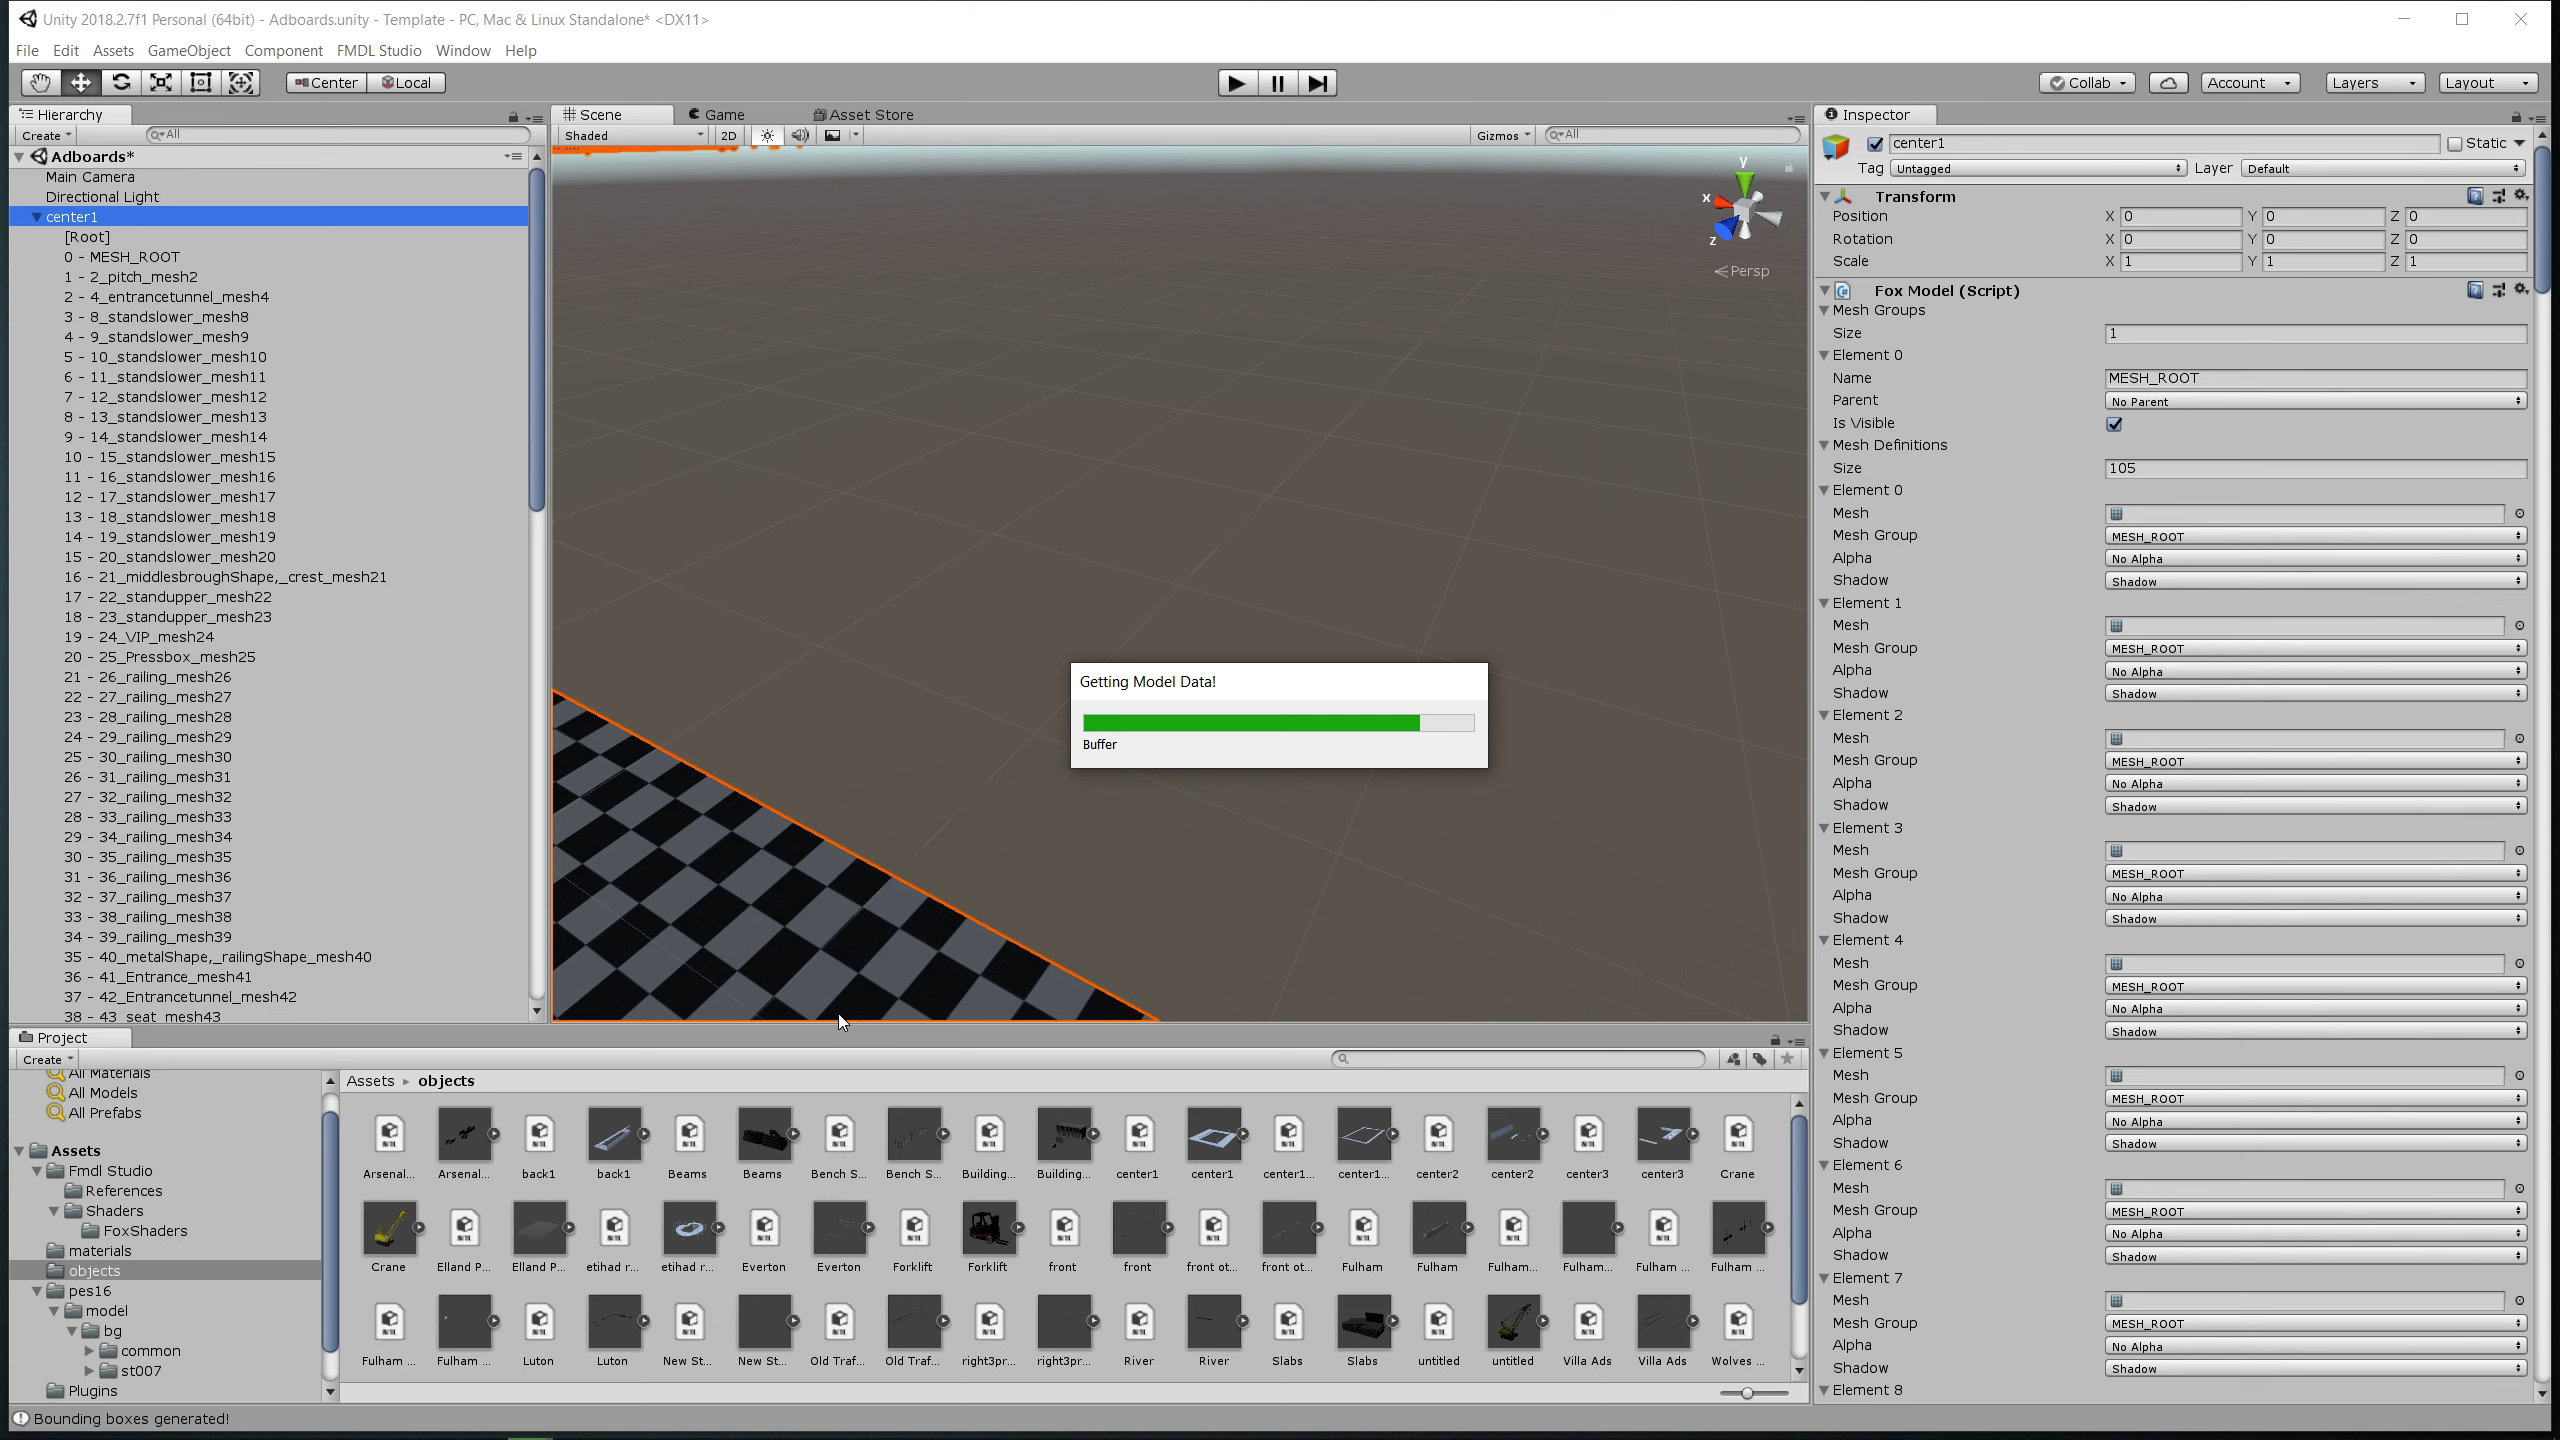 Unity 2018.2.7f1 Personal (64bit) - Adboards.unity - Template - PC, Mac & Linux Standalone* <DX11>
File Edit Assets GameObject Component FMDL Studio Window Help
Center Local
Collab Account Layers Layout
Hierarchy
Create All
Adboards*
Main Camera
Directional Light
center1
[Root]
0 - MESH_ROOT
1 - 2_pitch_mesh2
2 - 4_entrancetunnel_mesh4
3 - 8_standslower_mesh8
4 - 9_standslower_mesh9
5 - 10_standslower_mesh10
6 - 11_standslower_mesh11
7 - 12_standslower_mesh12
8 - 13_standslower_mesh13
9 - 14_standslower_mesh14
10 - 15_standslower_mesh15
11 - 16_standslower_mesh16
12 - 17_standslower_mesh17
13 - 18_standslower_mesh18
14 - 19_standslower_mesh19
15 - 20_standslower_mesh20
16 - 21_middlesbroughShape,_crest_mesh21
17 - 22_standupper_mesh22
18 - 23_standupper_mesh23
19 - 24_VIP_mesh24
20 - 25_Pressbox_mesh25
21 - 26_railing_mesh26
22 - 27_railing_mesh27
23 - 28_railing_mesh28
24 - 29_railing_mesh29
25 - 30_railing_mesh30
26 - 31_railing_mesh31
27 - 32_railing_mesh32
28 - 33_railing_mesh33
29 - 34_railing_mesh34
30 - 35_railing_mesh35
31 - 36_railing_mesh36
32 - 37_railing_mesh37
33 - 38_railing_mesh38
34 - 39_railing_mesh39
35 - 40_metalShape,_railingShape_mesh40
36 - 41_Entrance_mesh41
37 - 42_Entrancetunnel_mesh42
38 - 43_seat_mesh43
Scene Game Asset Store
Shaded 2D Gizmos All
y
x
z
Persp
Getting Model Data!
Buffer
Inspector
center1 Static
Tag Untagged Layer Default
Transform
Position X 0 Y 0 Z 0
Rotation X 0 Y 0 Z 0
Scale X 1 Y 1 Z 1
Fox Model (Script)
Mesh Groups
Size 1
Element 0
Name MESH_ROOT
Parent No Parent
Is Visible
Mesh Definitions
Size 105
Element 0
Mesh
Mesh Group MESH_ROOT
Alpha No Alpha
Shadow Shadow
Element 1
Mesh
Mesh Group MESH_ROOT
Alpha No Alpha
Shadow Shadow
Element 2
Mesh
Mesh Group MESH_ROOT
Alpha No Alpha
Shadow Shadow
Element 3
Mesh
Mesh Group MESH_ROOT
Alpha No Alpha
Shadow Shadow
Element 4
Mesh
Mesh Group MESH_ROOT
Alpha No Alpha
Shadow Shadow
Element 5
Mesh
Mesh Group MESH_ROOT
Alpha No Alpha
Shadow Shadow
Element 6
Mesh
Mesh Group MESH_ROOT
Alpha No Alpha
Shadow Shadow
Element 7
Mesh
Mesh Group MESH_ROOT
Alpha No Alpha
Shadow Shadow
Element 8
Project
Create
All Materials
All Models
All Prefabs
Assets
Fmdl Studio
References
Shaders
FoxShaders
materials
objects
pes16
model
bg
common
st007
Plugins
Assets objects
Arsenal... Arsenal... back1 back1 Beams Beams Bench S... Bench S... Building... Building... center1 center1 center1... center1... center2 center2 center3 center3 Crane
Crane Elland P... Elland P... etihad r... etihad r... Everton Everton Forklift Forklift front front front ot... front ot... Fulham Fulham Fulham... Fulham... Fulham ... Fulham ...
Fulham ... Fulham ... Luton Luton New St... New St... Old Traf... Old Traf... right3pr... right3pr... River River Slabs Slabs untitled untitled Villa Ads Villa Ads Wolves ...
Bounding boxes generated!